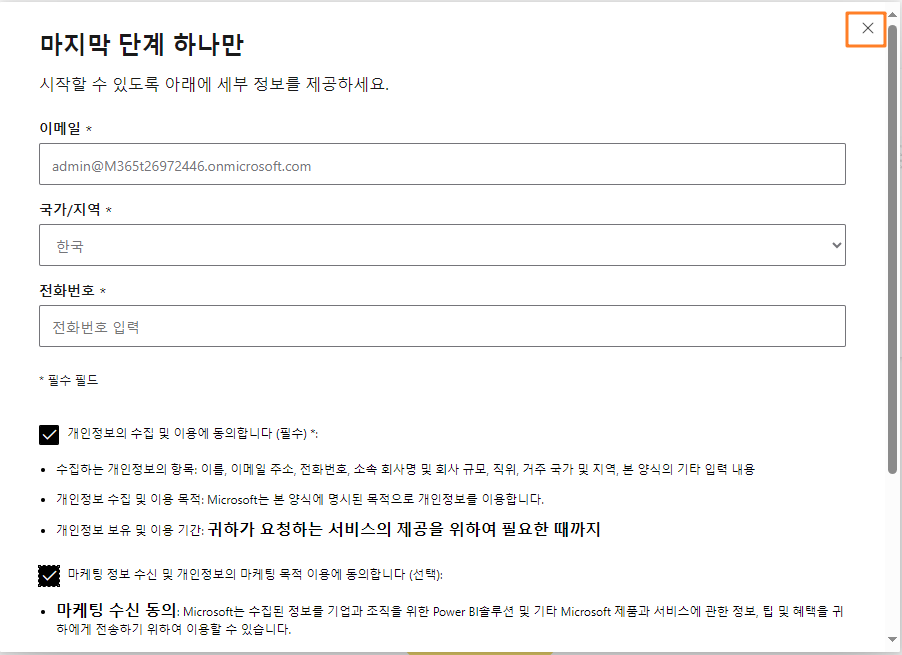 마지막 단계 하나만
시작할 수 있도록 아래에 세부 정보를 제공하세요.
이메일 *
admin@M365t26972446.onmicrosoft.com
국가/지역 *
한국
전화번호 *
전화번호 입력
* 필수 필드
개인정보의 수집 및 이용에 동의합니다 (필수) *:
• 수집하는 개인정보의 항목: 이름, 이메일 주소, 전화번호, 소속 회사명 및 회사 규모, 직위, 거주 국가 및 지역, 본 양식의 기타 입력 내용
• 개인정보 수집 및 이용 목적: Microsoft는 본 양식에 명시된 목적으로 개인정보를 이용합니다.
• 개인정보 보유 및 이용 기간: 귀하가 요청하는 서비스의 제공을 위하여 필요한 때까지
마케팅 정보 수신 및 개인정보의 마케팅 목적 이용에 동의합니다 (선택):
• 마케팅 수신 동의: Microsoft는 수집된 정보를 기업과 조직을 위한 Power BI솔루션 및 기타 Microsoft 제품과 서비스에 관한 정보, 팁 및 혜택을 귀
하에게 전송하기 위하여 이용할 수 있습니다.